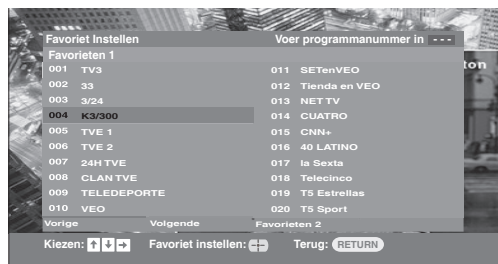 Favoriet Instellen Voer programmanummer in - - -
Favorieten 1
ton
001 TV3 011 SETenVEO
002 33 012 Tienda en VEO
003 3/24 013 NET TV
004 K3/300 014 CUATRO
005 TVE 1 015 CNN+
006 TVE 2 016 40 LATINO
007 24H TVE 017 la Sexta
008 CLAN TVE 018 Telecinco
009 TELEDEPORTE 019 T5 Estrellas
010 VEO 020 T5 Sport
Vorige Volgende Favorieten 2
Kiezen: Favoriet instellen: Terug: RETURN